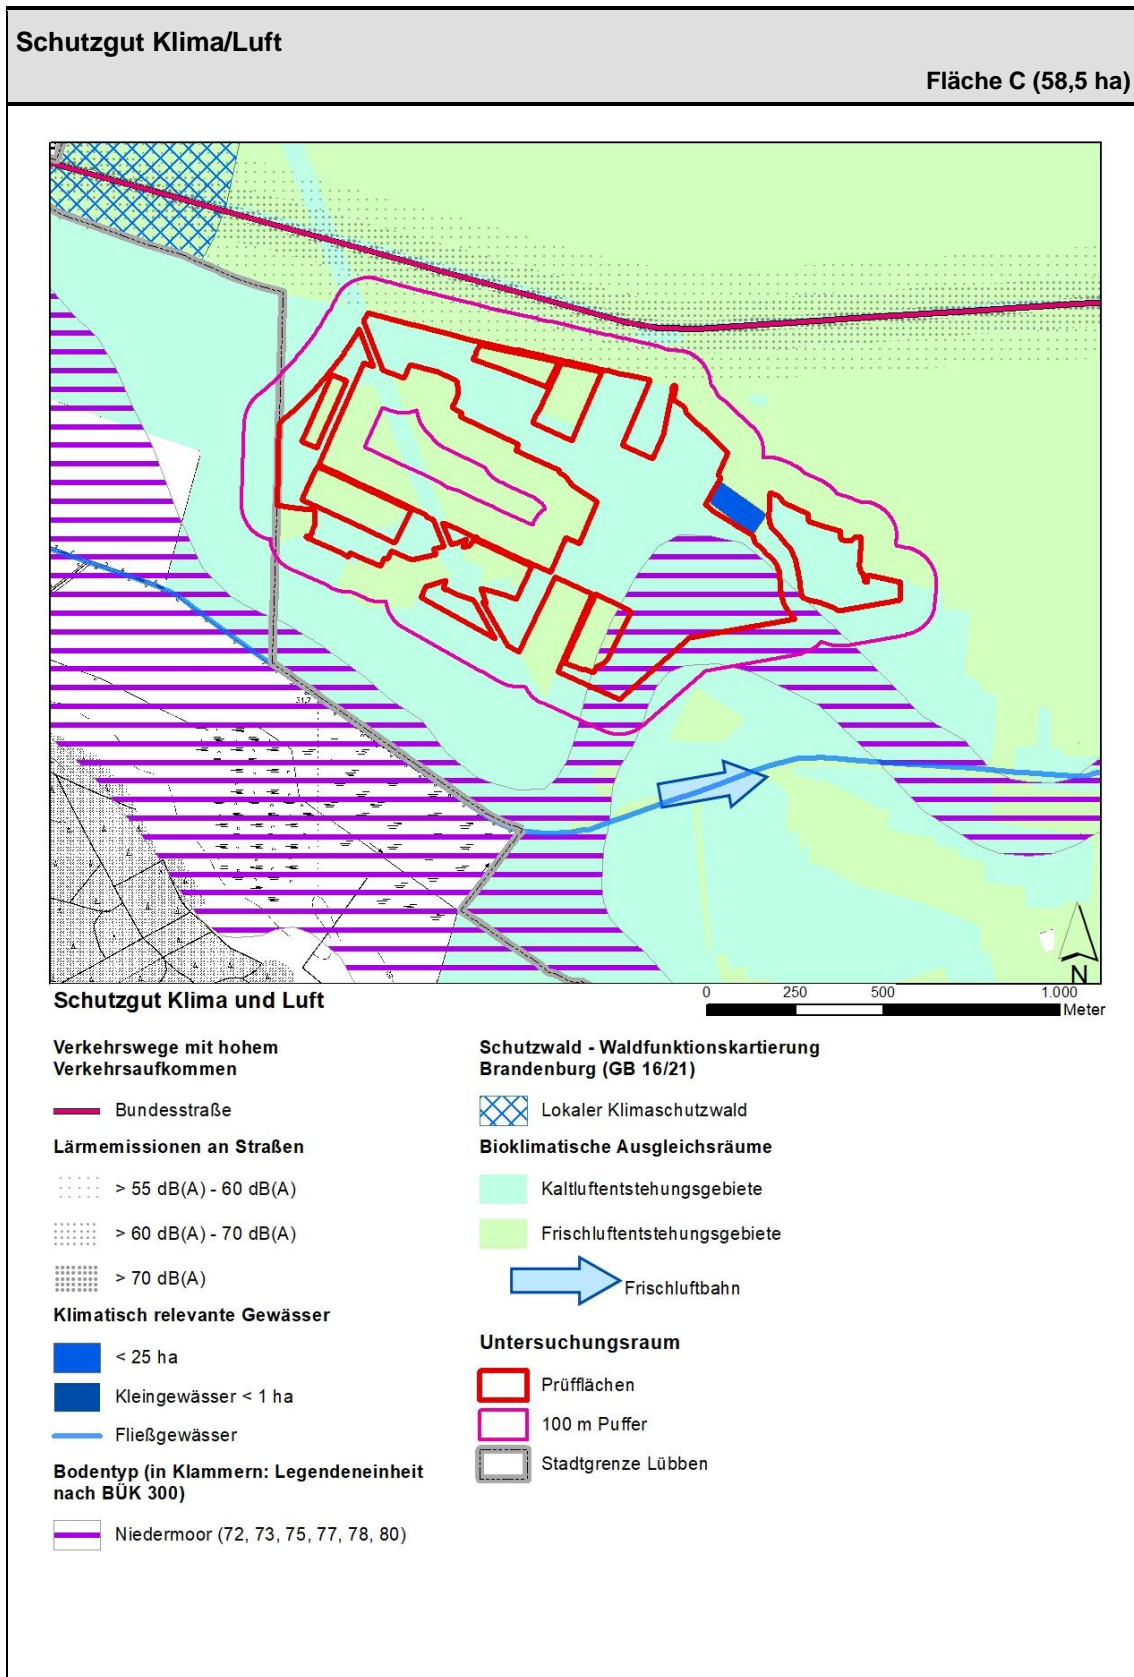 Schutzgut Klima/Luft
Fläche C (58,5 ha)
31,2
N
Schutzgut Klima und Luft
0 250 500 1.000
Meter
Verkehrswege mit hohem
Verkehrsaufkommen
Bundesstraße
Lärmemissionen an Straßen
> 55 dB(A) - 60 dB(A)
> 60 dB(A) - 70 dB(A)
> 70 dB(A)
Klimatisch relevante Gewässer
< 25 ha
Kleingewässer < 1 ha
Fließgewässer
Bodentyp (in Klammern: Legendeneinheit
nach BÜK 300)
Niedermoor (72, 73, 75, 77, 78, 80)
Schutzwald - Waldfunktionskartierung
Brandenburg (GB 16/21)
Lokaler Klimaschutzwald
Bioklimatische Ausgleichsräume
Kaltluftentstehungsgebiete
Frischluftentstehungsgebiete
Frischluftbahn
Untersuchungsraum
Prüfflächen
100 m Puffer
Stadtgrenze Lübben